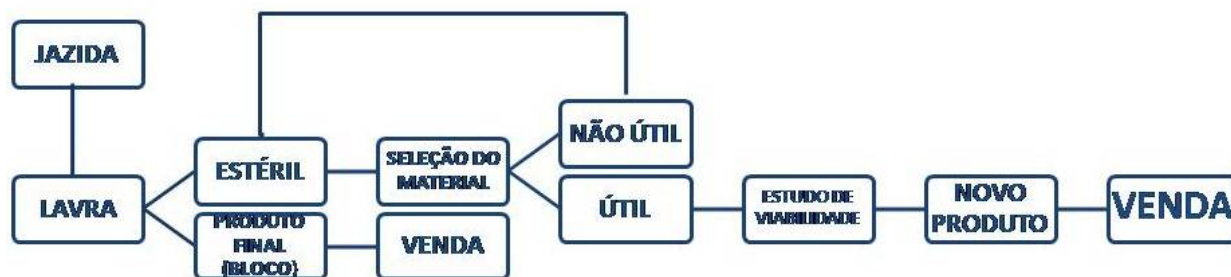 JAZIDA
LAVRA
ESTÉRIL
PRODUTO
FINAL
(BLOCO)
SELEÇÃO DO
MATERIAL
VENDA
NÃO ÚTIL
ÚTIL
ESTUDO DE
VIABILIDADE
NOVO
PRODUTO
VENDA